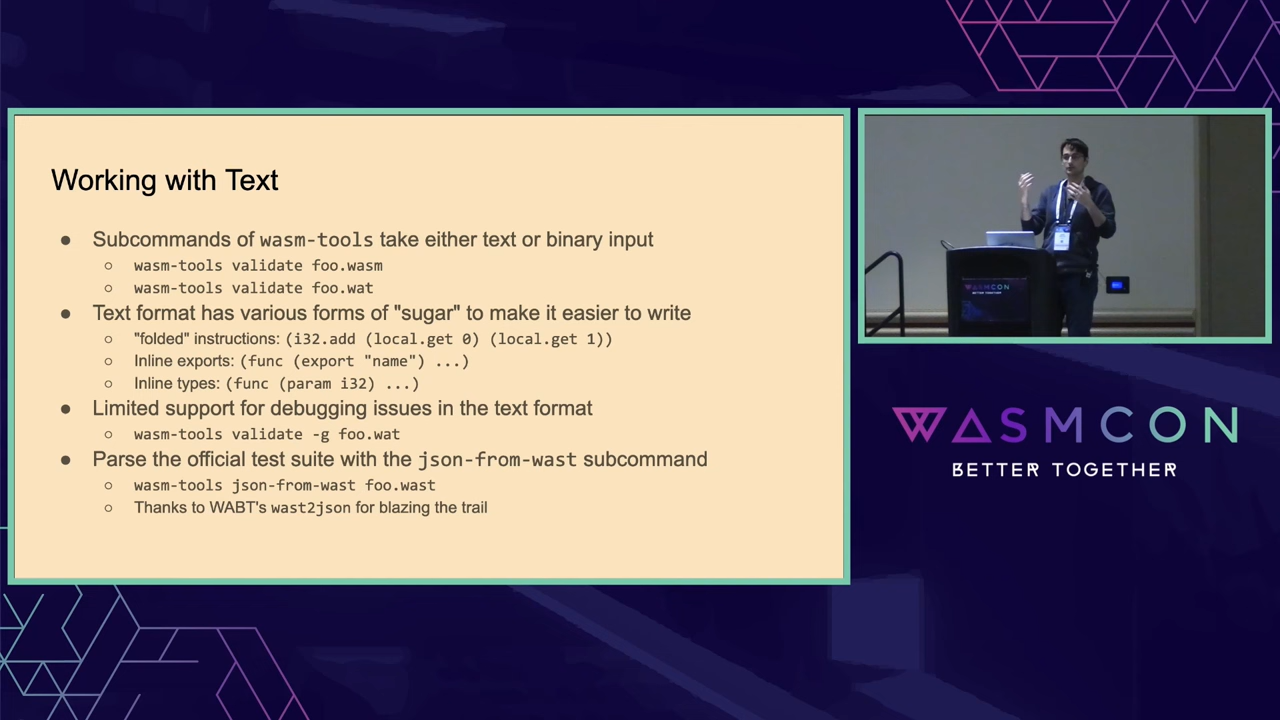 Working with Text
● Subcommands of wasm-tools take either text or binary input
○ wasm-tools validate foo.wasm
○ wasm-tools validate foo.wat
● Text format has various forms of "sugar" to make it easier to write
○ "folded" instructions: (i32.add (local.get 0) (local.get 1))
○ Inline exports: (func (export "name") ...)
○ Inline types: (func (param i32) ...)
● Limited support for debugging issues in the text format
○ wasm-tools validate -g foo.wat
● Parse the official test suite with the json-from-wast subcommand
○ wasm-tools json-from-wast foo.wast
○ Thanks to WABT's wast2json for blazing the trail
WASMCON
BETTER TOGETHER
WASMCON
BETTER TOGETHER